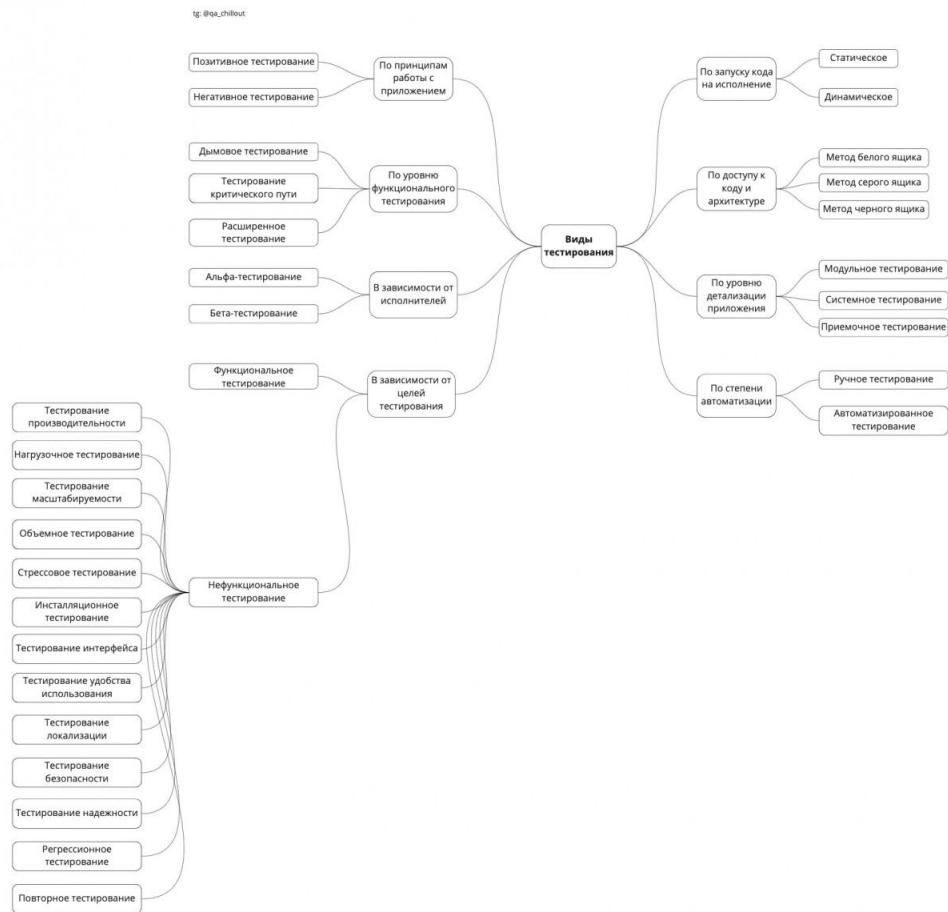 tg: @qa_chillout
Виды
тестирования
По принципам
работы с
приложением
Позитивное тестирование
Негативное тестирование
По уровню
функционального
тестирования
Дымовое тестирование
Тестирование
критического пути
Расширенное
тестирование
В зависимости от
исполнителей
Альфа-тестирование
Бета-тестирование
В зависимости от
целей
тестирования
Функциональное
тестирование
Нефункциональное
тестирование
Тестирование
производительности
Нагрузочное тестирование
Тестирование
масштабируемости
Объемное тестирование
Стрессовое тестирование
Инсталляционное
тестирование
Тестирование интерфейса
Тестирование удобства
использования
Тестирование
локализации
Тестирование
безопасности
Тестирование надежности
Регрессионное
тестирование
Повторное тестирование
По запуску кода
на исполнение
Статическое
Динамическое
По доступу к
коду и
архитектуре
Метод белого ящика
Метод серого ящика
Метод черного ящика
По уровню
детализации
приложения
Модульное тестирование
Системное тестирование
Приемочное тестирование
По степени
автоматизации
Ручное тестирование
Автоматизированное
тестирование